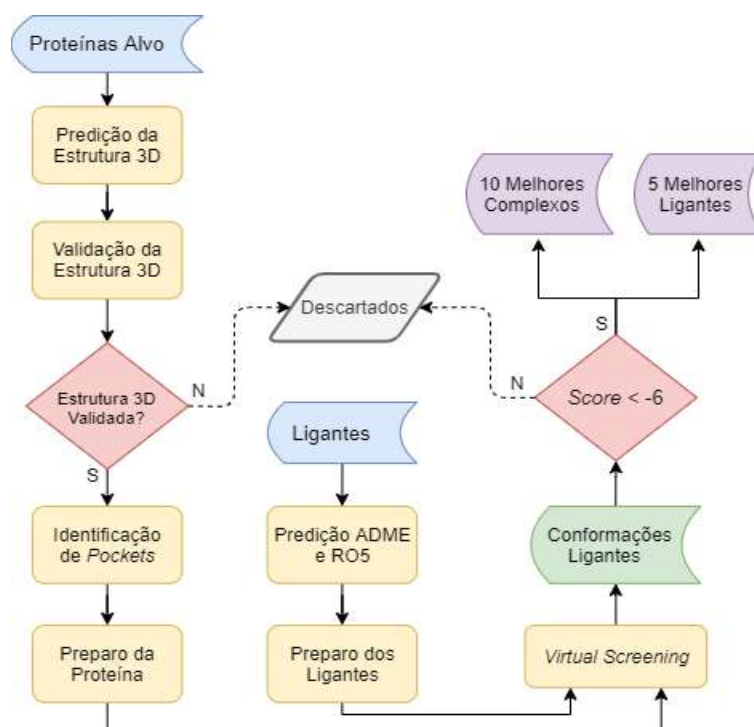 Proteínas Alvo
Predição da
Estrutura 3D
Validação da
Estrutura 3D
Estrutura 3D
Validada?
N
S
Identificação
de Pockets
Preparo da
Proteína
Descartados
Ligantes
Predição ADME
e RO5
Preparo dos
Ligantes
10 Melhores
Complexos
5 Melhores
Ligantes
S
N
Score < -6
Conformações
Ligantes
Virtual Screening